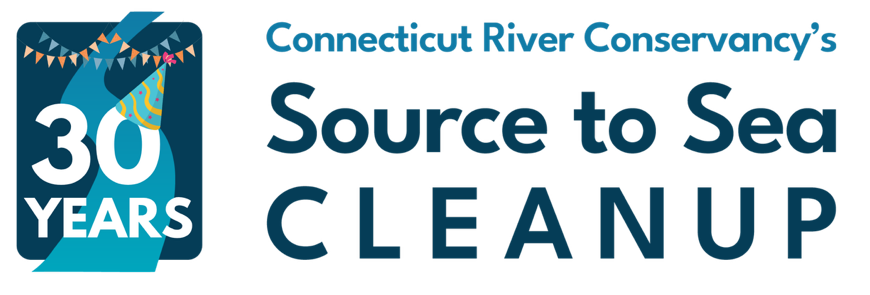 30
YEARS
Connecticut River Conservancy’s
Source to Sea
CLEANUP